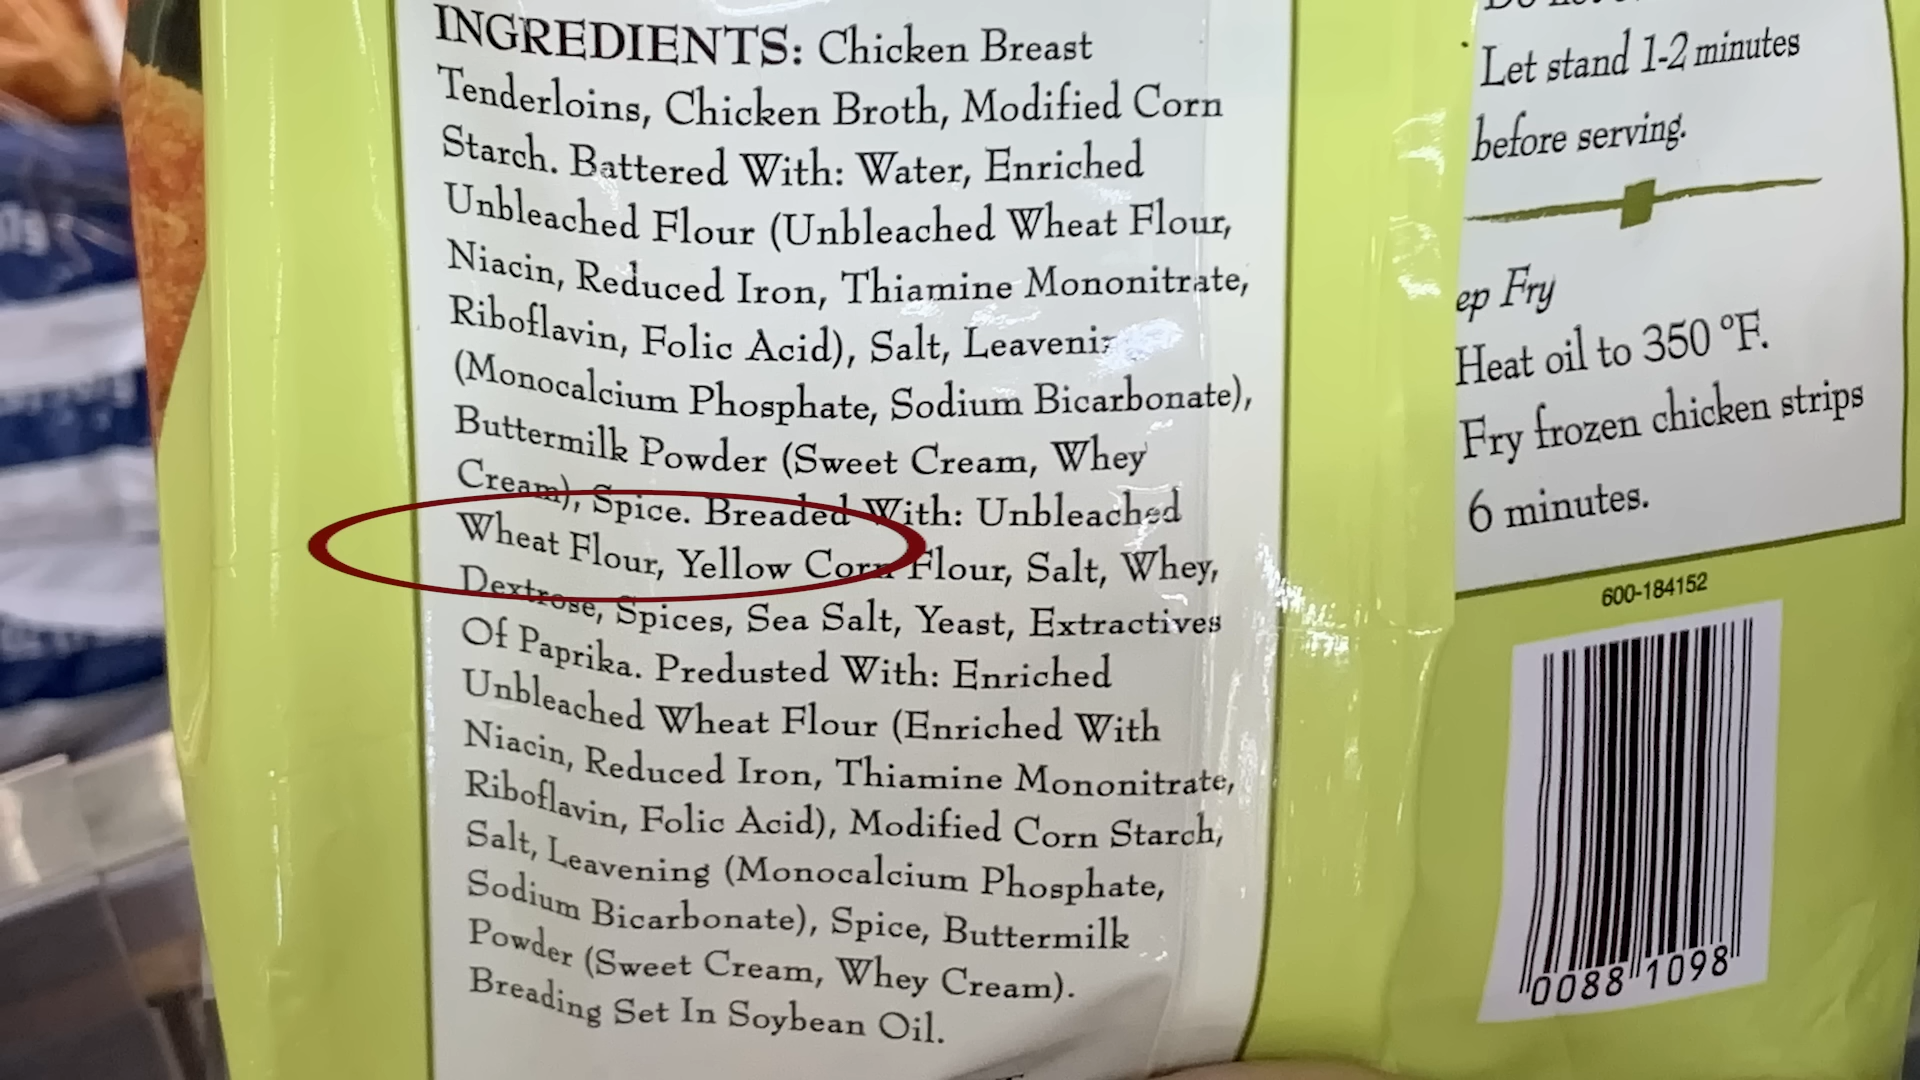 INGREDIENTS: Chicken Breast
Tenderloins, Chicken Broth, Modified Corn
Starch. Battered With: Water, Enriched
Unbleached Flour (Unbleached Wheat Flour,
Niacin, Reduced Iron, Thiamine Mononitrate,
Riboflavin, Folic Acid), Salt,
(Monocalcium Phosphate, Sodium Bicarbonate),
Buttermilk Powder (Sweet Cream, Whey
Cream), Spice. Breaded With: Unbleached
Wheat Flour, Yellow Corn Flour, Salt, Whey,
Dextrose, Spices, Sea Salt, Yeast, Extractives
Of Paprika. Predusted With: Enriched
Unbleached Wheat Flour (Enriched With
Niacin, Reduced Iron, Thiamine Mononitrate,
Riboflavin, Folic Acid), Modified Corn Starch,
Salt, Leavening (Monocalcium Phosphate,
Sodium Bicarbonate), Spice, Buttermilk
Powder (Sweet Cream, Whey Cream).
Breading Set In Soybean Oil.
Let stand 1-2 minutes
before serving.
ep Fry
Heat oil to 350 °F.
Fry frozen chicken strips
6 minutes.
600-184152
0088 1098